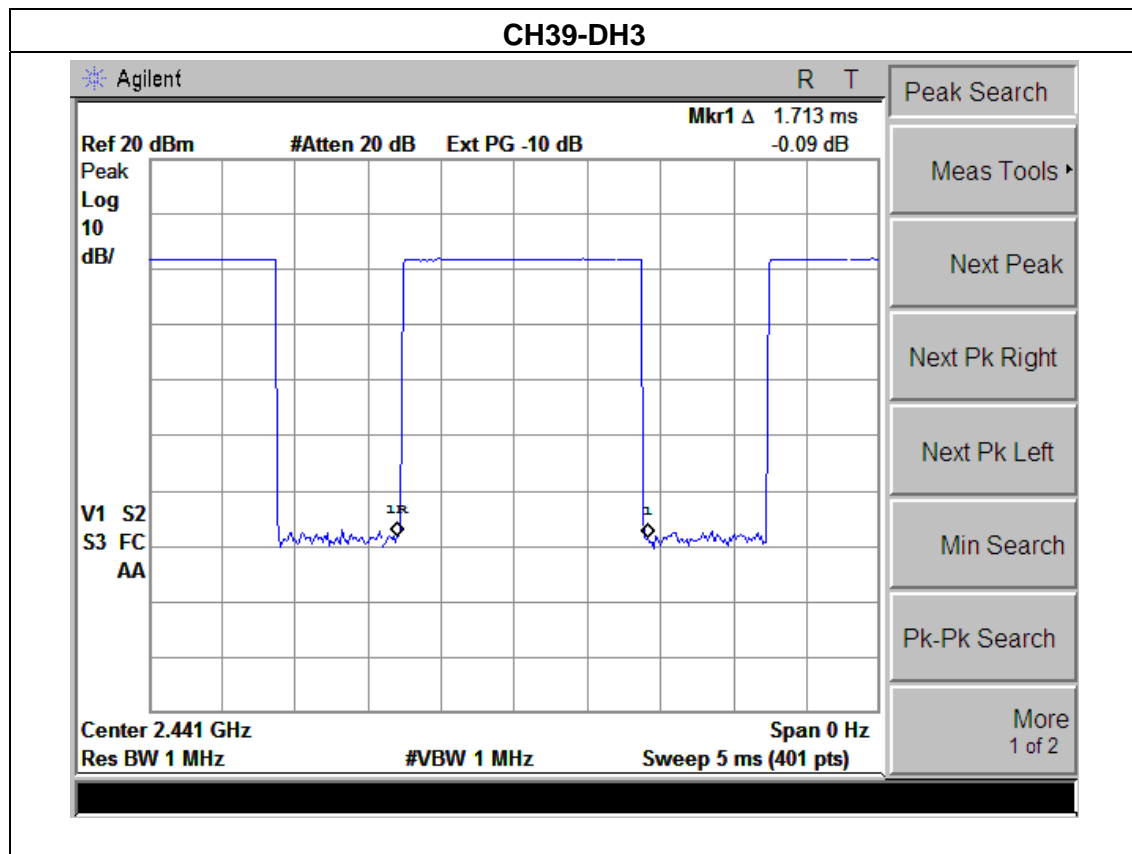 CH39-DH3
Agilent R T
Mkr1 Δ 1.713 ms
Ref 20 dBm #Atten 20 dB Ext PG -10 dB -0.09 dB
Peak
Log
10
dB/
1R 1
V1 S2
S3 FC
AA
Center 2.441 GHz Span 0 Hz
Res BW 1 MHz #VBW 1 MHz Sweep 5 ms (401 pts)
Peak Search
Meas Tools
Next Peak
Next Pk Right
Next Pk Left
Min Search
Pk-Pk Search
More
1 of 2